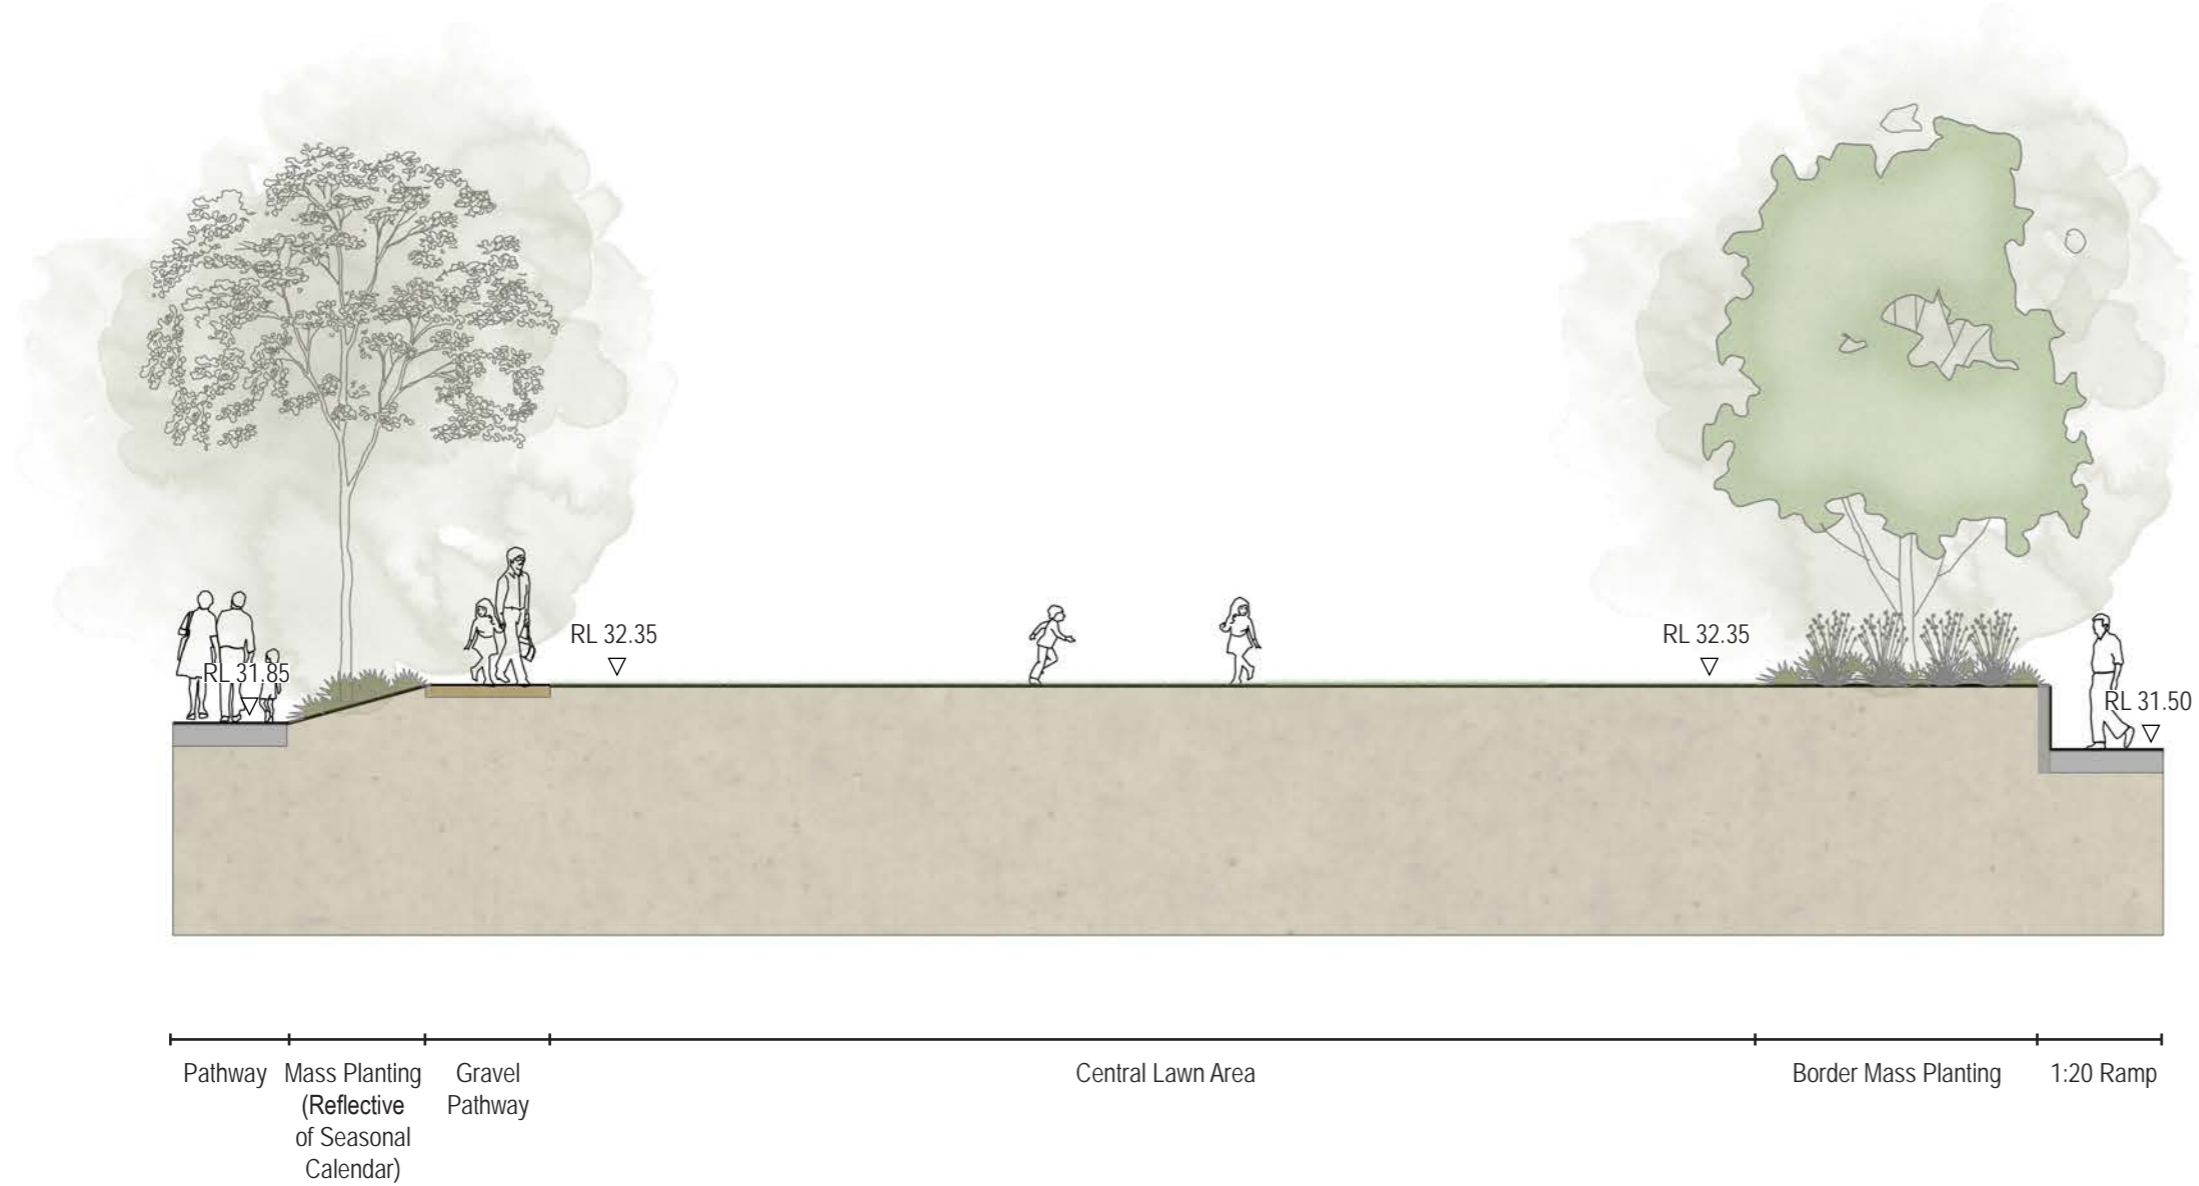 RL 32.35
RL 32.35
RL 31.85
RL 31.50
Pathway
Mass Planting
(Reflective
of Seasonal
Calendar)
Gravel
Pathway
Central Lawn Area
Border Mass Planting
1:20 Ramp